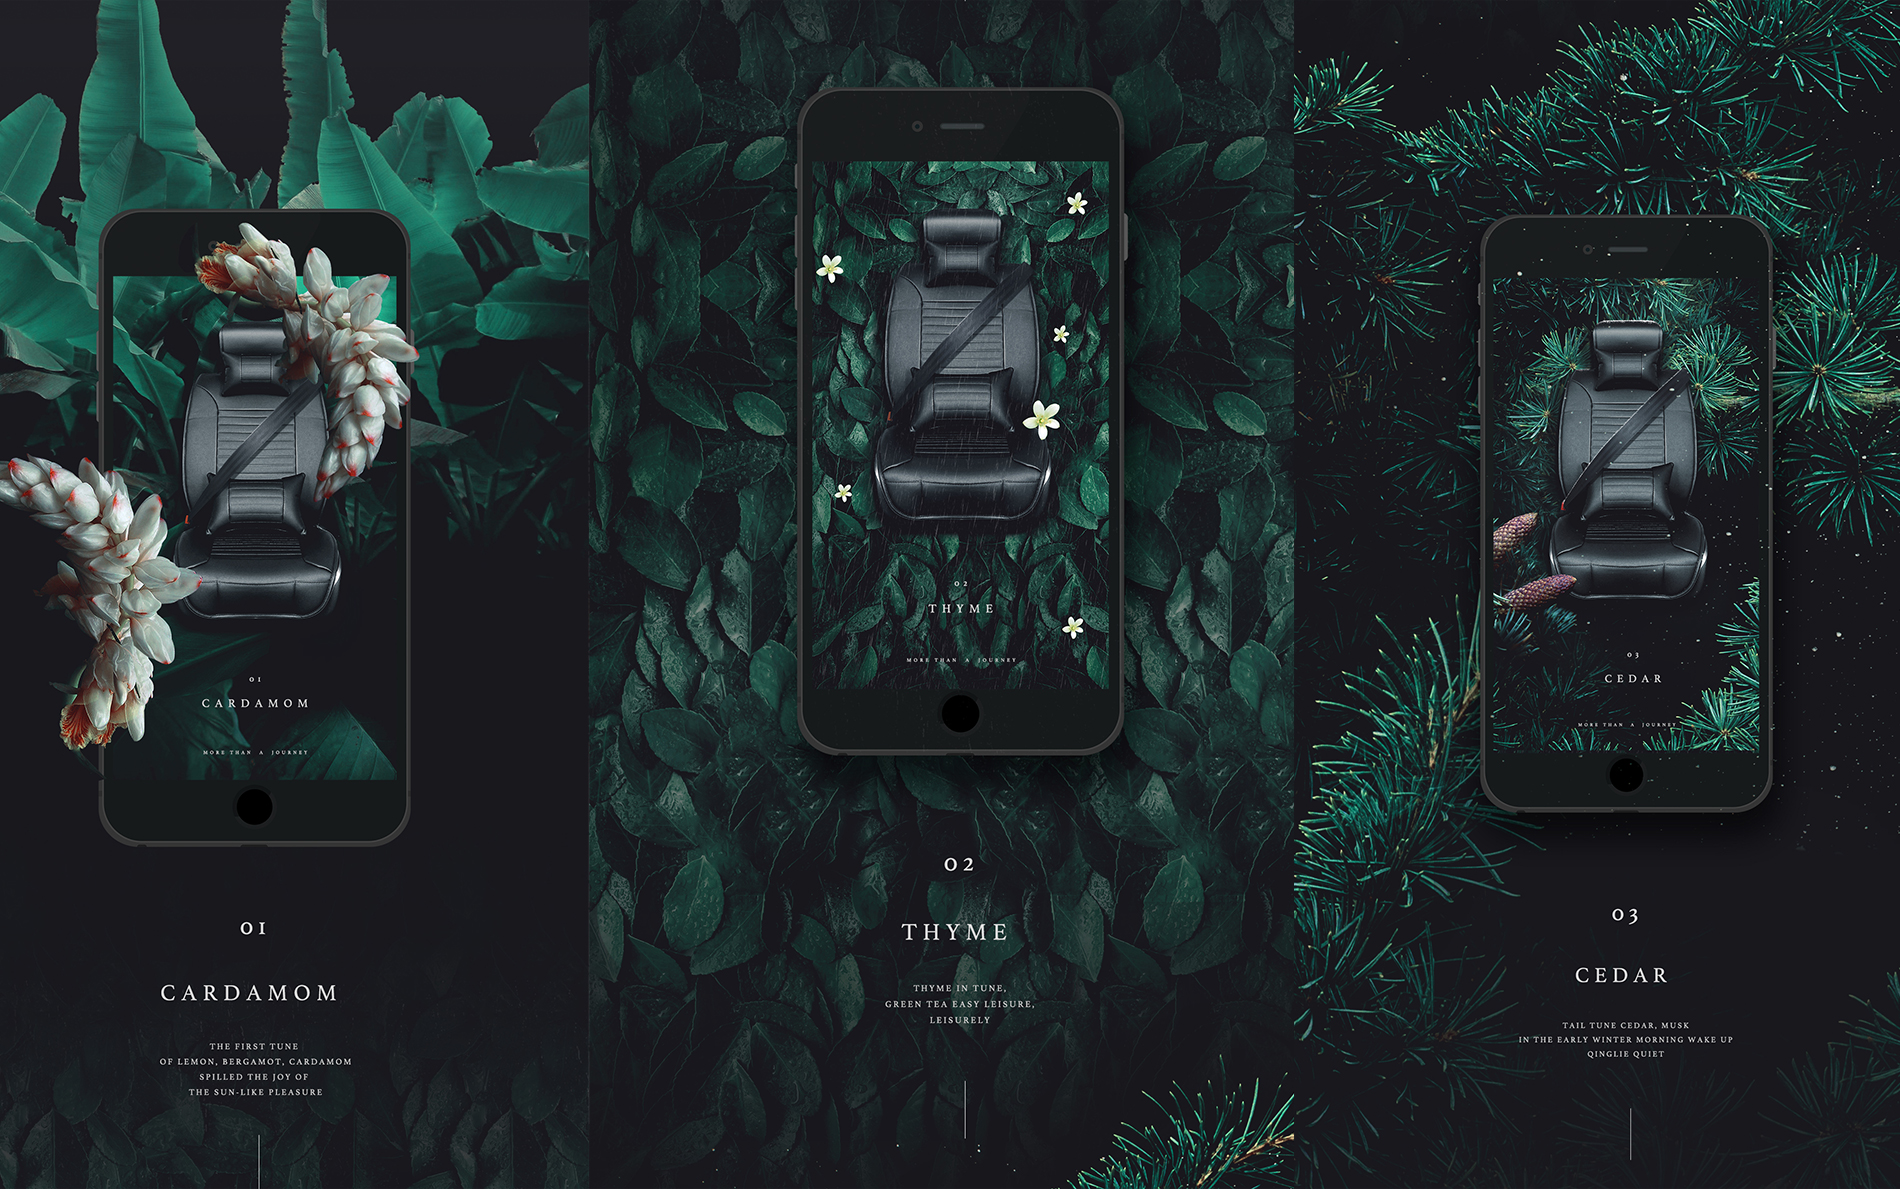 01
CARDAMOM
MORE THAN A JOURNEY
01
CARDAMOM
THE FIRST TUNE
OF LEMON, BERGAMOT, CARDAMOM
SPILLED THE JOY OF
THE SUN-LIKE PLEASURE
02
THYME
MORE THAN A JOURNEY
02
THYME
THYME IN TUNE,
GREEN TEA EASY LEISURE,
LEISURELY
03
CEDAR
MORE THAN A JOURNEY
03
CEDAR
TAIL TUNE CEDAR, MUSK
IN THE EARLY WINTER MORNING WAKE UP
QINGLIE QUIET